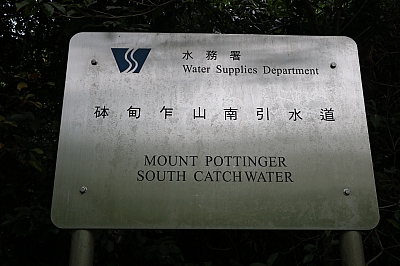 水務署
Water Supplies Department
砵甸乍山南引水道
MOUNT POTTINGER
SOUTH CATCHWATER